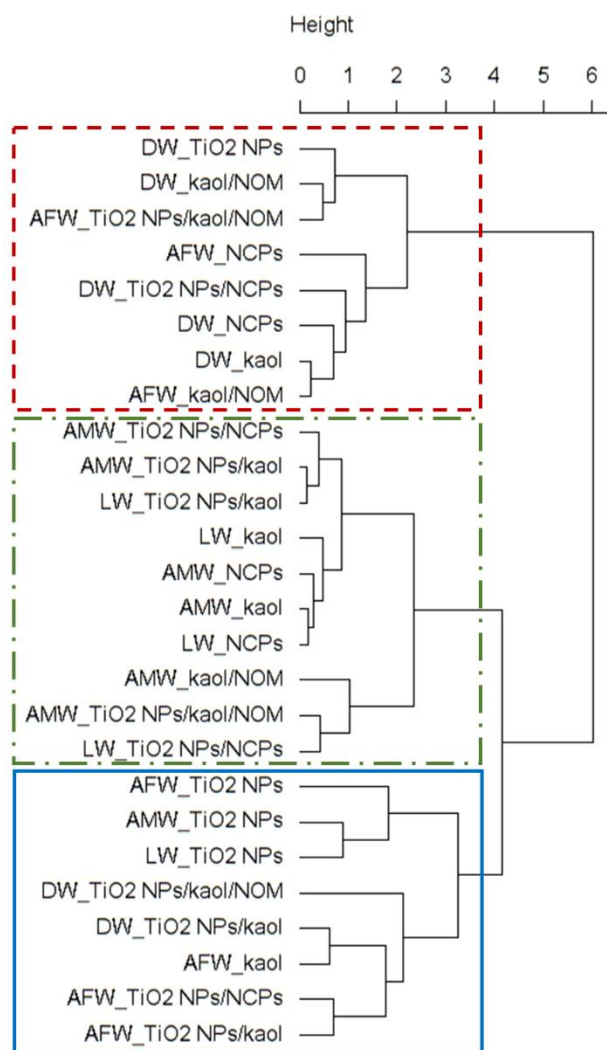 Height
0 1 2 3 4 5 6
DW_TiO2 NPs
DW_kaol/NOM
AFW_TiO2 NPs/kaol/NOM
AFW_NCPs
DW_TiO2 NPs/NCPs
DW_NCPs
DW_kaol
AFW_kaol/NOM
AMW_TiO2 NPs/NCPs
AMW_TiO2 NPs/kaol
LW_TiO2 NPs/kaol
LW_kaol
AMW_NCPs
AMW_kaol
LW_NCPs
AMW_kaol/NOM
AMW_TiO2 NPs/kaol/NOM
LW_TiO2 NPs/NCPs
AFW_TiO2 NPs
AMW_TiO2 NPs
LW_TiO2 NPs
DW_TiO2 NPs/kaol/NOM
DW_TiO2 NPs/kaol
AFW_kaol
AFW_TiO2 NPs/NCPs
AFW_TiO2 NPs/kaol